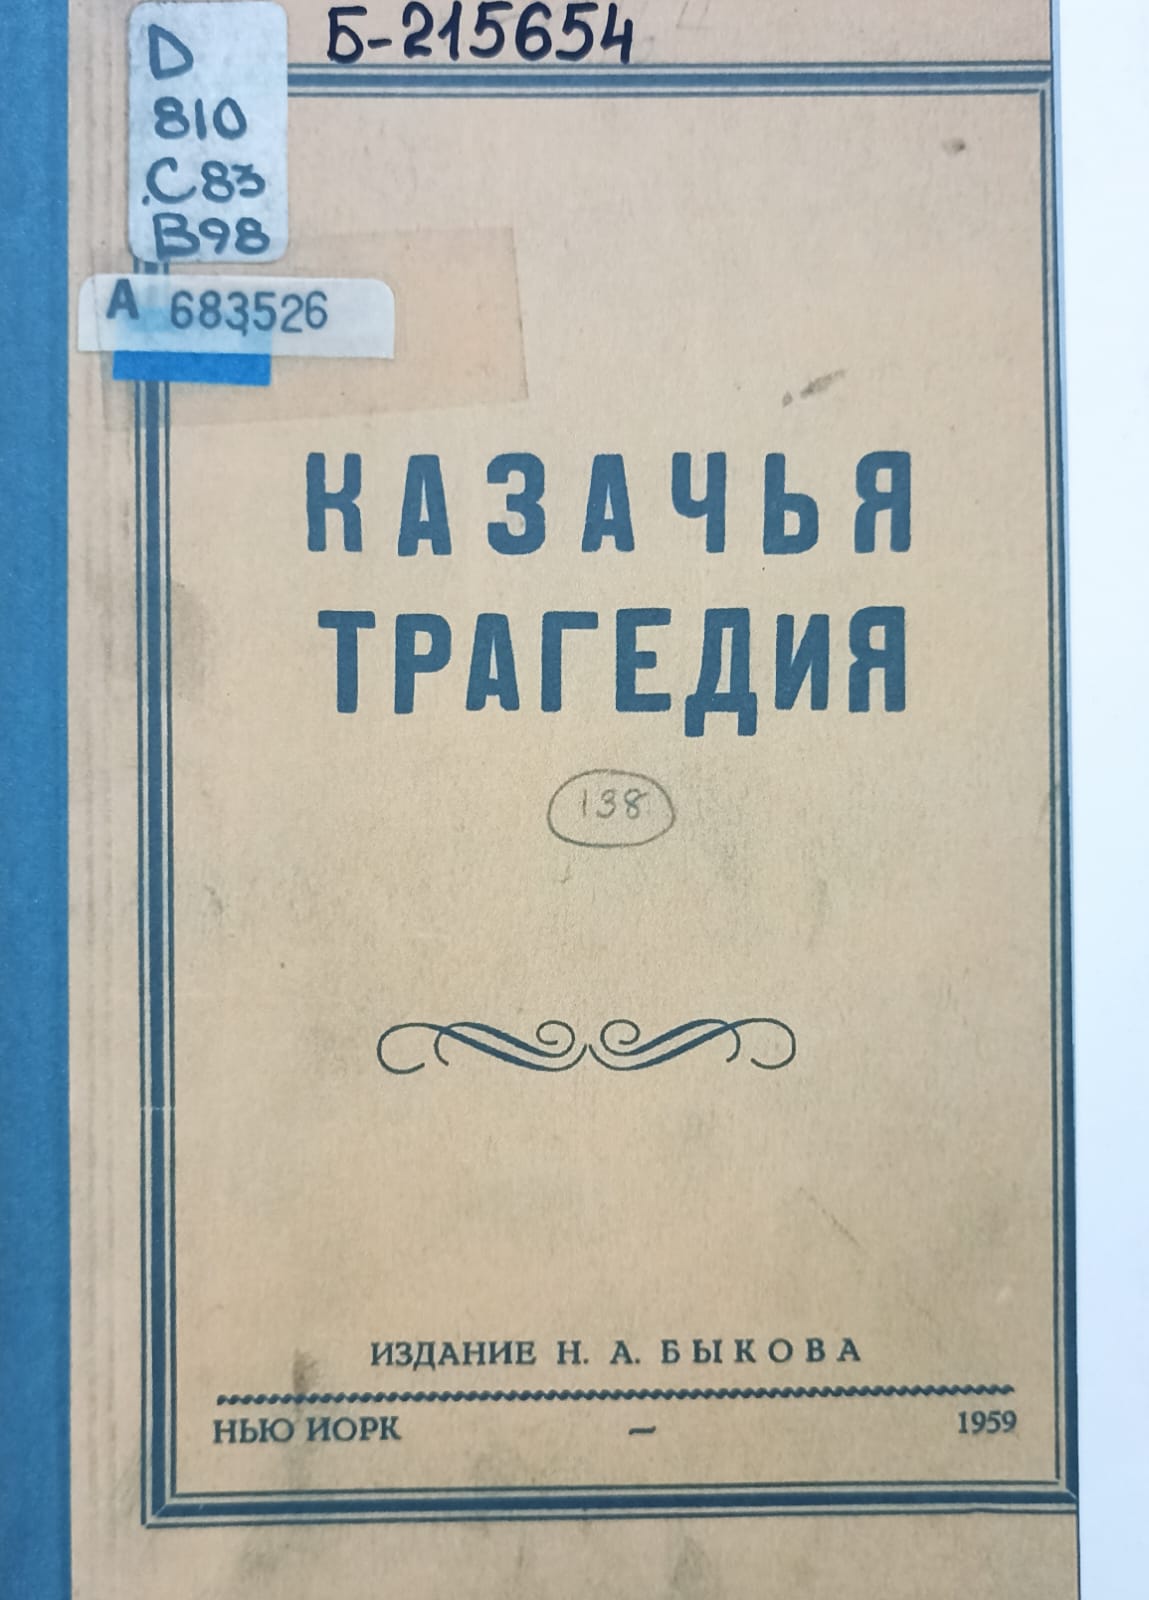 Б-215654
D
810
.C83
B98
A 683526
КАЗАЧЬЯ
ТРАГЕДИЯ
138
ИЗДАНИЕ Н. А. БЫКОВА
НЬЮ ИОРК — 1959